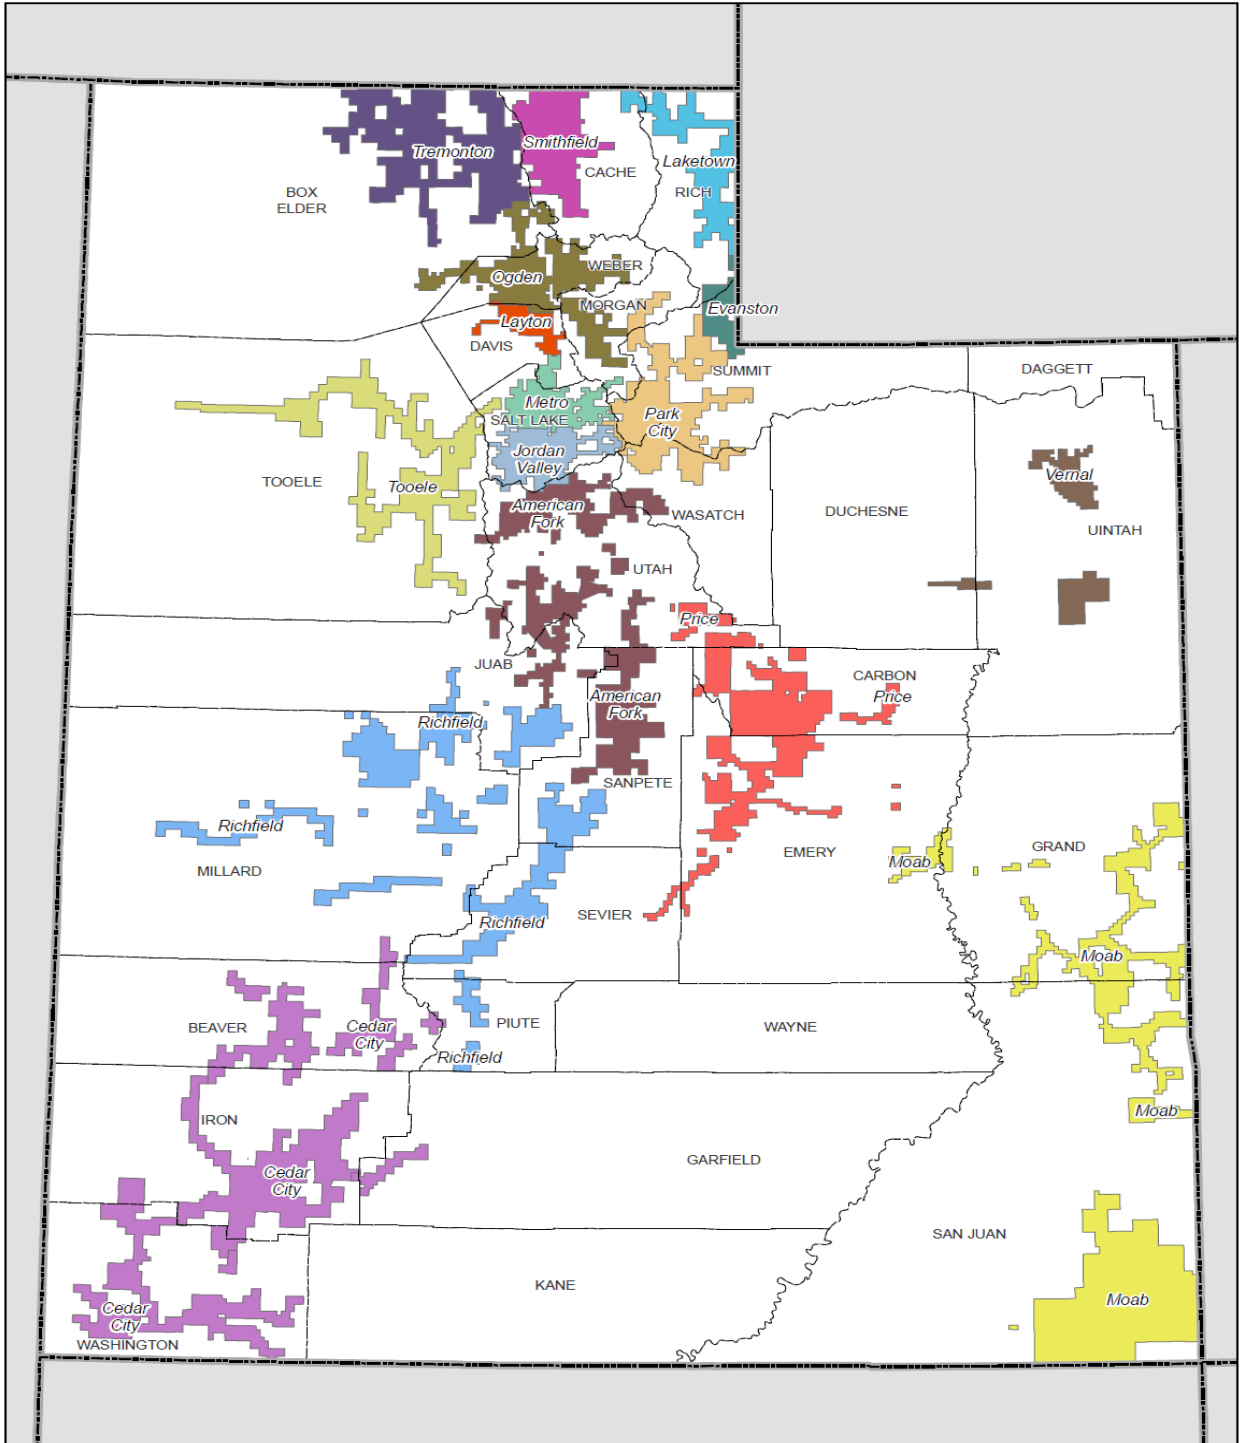 Smithfield
Tremonton
Laketown
CACHE
BOX
ELDER
RICH
WEBER
Ogden
MORGAN
Evanston
Layton
DAVIS
SUMMIT
DAGGETT
Metro
SALT LAKE
Park
City
Jordan
Valley
Vernal
TOOELE
Tooele
American
Fork
WASATCH
DUCHESNE
UINTAH
UTAH
Price
JUAB
CARBON
Price
American
Fork
Richfield
SANPETE
Richfield
MILLARD
EMERY
Moab
GRAND
SEVIER
Richfield
Moab
BEAVER
Cedar
City
PIUTE
WAYNE
Richfield
IRON
Moab
Cedar
City
GARFIELD
SAN JUAN
KANE
Cedar
City
Moab
WASHINGTON